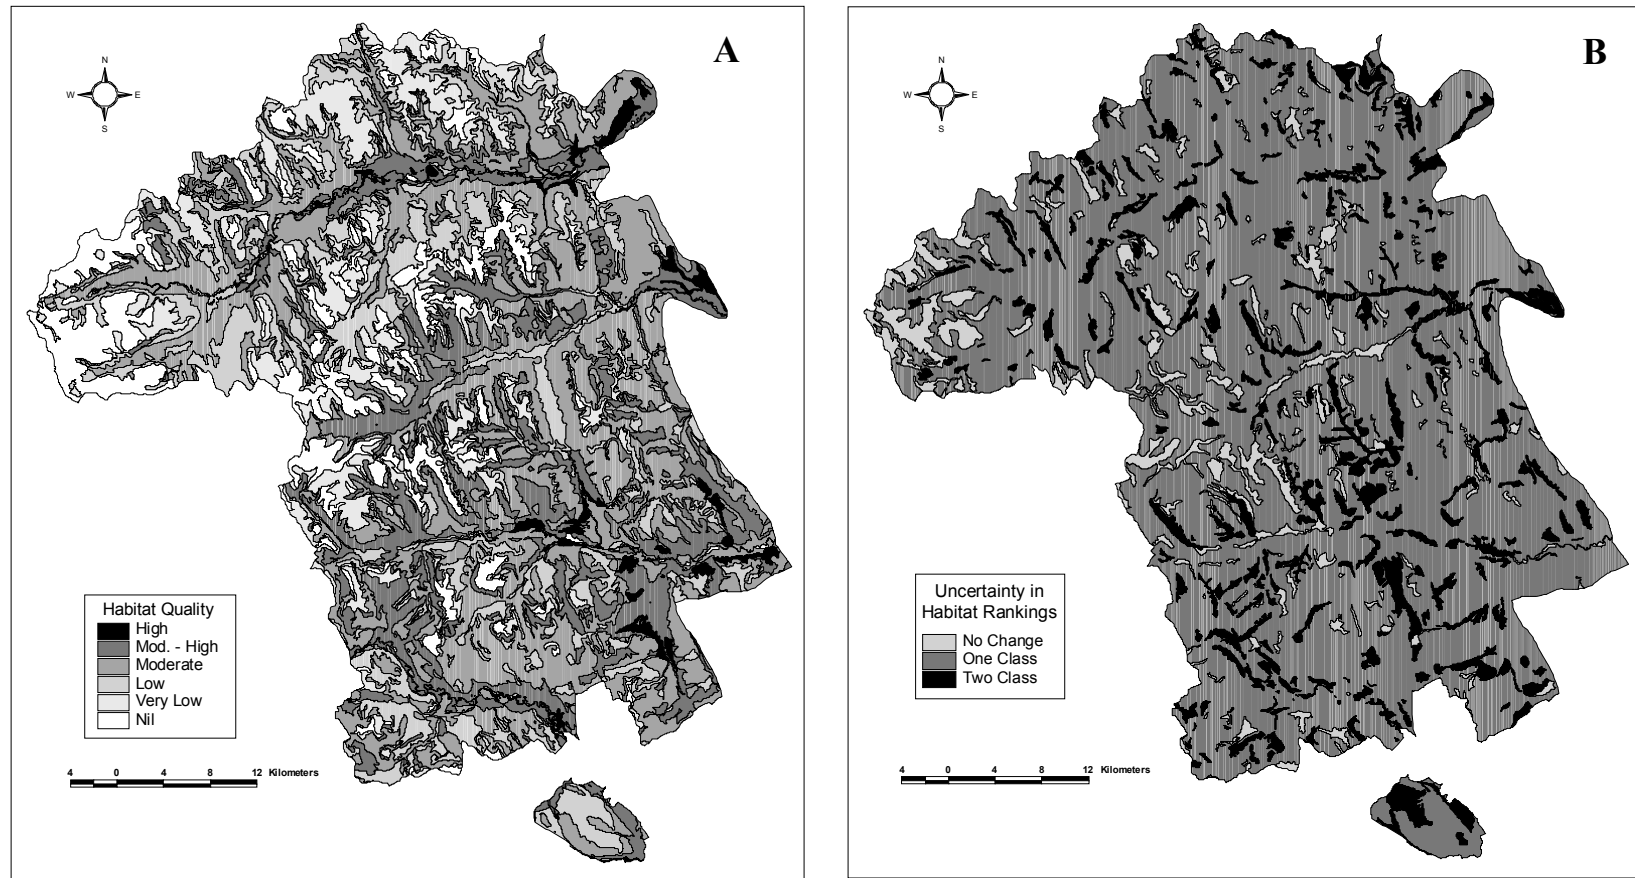 A
N
W E
S
Habitat Quality
High
Mod. - High
Moderate
Low
Very Low
Nil
4 0 4 8 12 Kilometers
B
N
W E
S
Uncertainty in
Habitat Rankings
No Change
One Class
Two Class
4 0 4 8 12 Kilometers